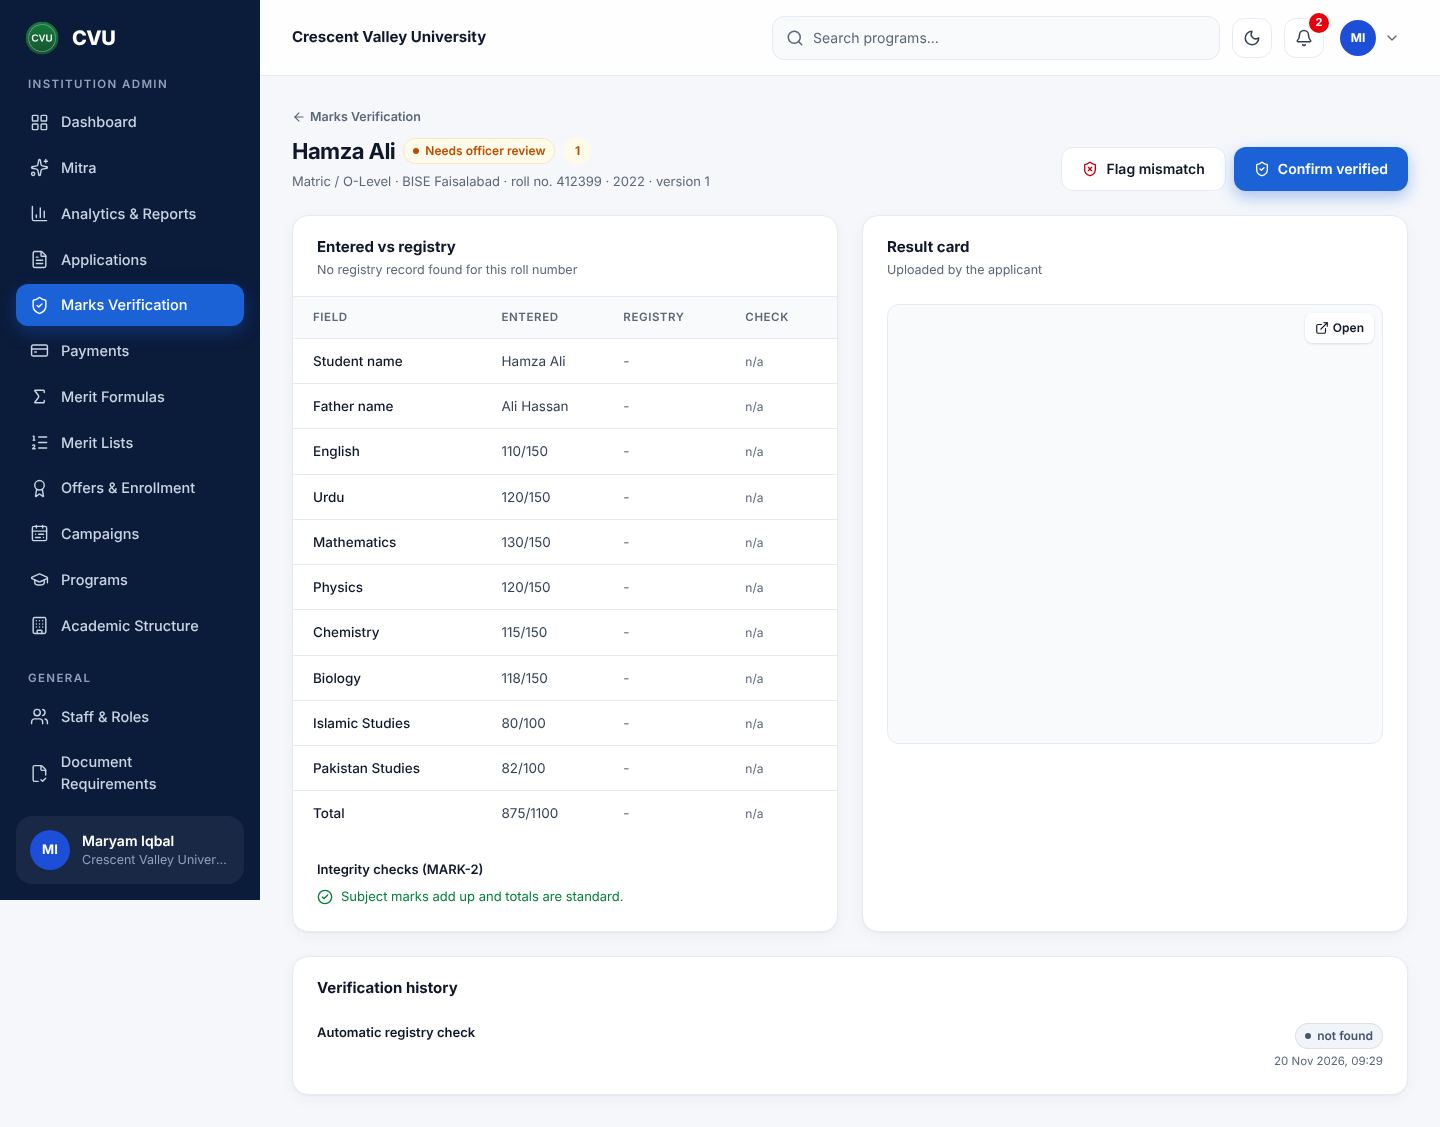 CVU
CVU
INSTITUTION ADMIN
Dashboard
Mitra
Analytics & Reports
Applications
Marks Verification
Payments
Merit Formulas
Merit Lists
Offers & Enrollment
Campaigns
Programs
Academic Structure
GENERAL
Staff & Roles
Document
Requirements
MI
Maryam Iqbal
Crescent Valley Univer...
Crescent Valley University
Search programs...
2
MI
Marks Verification
Hamza Ali
Needs officer review
1
Matric / O-Level · BISE Faisalabad · roll no. 412399 · 2022 · version 1
Flag mismatch
Confirm verified
Entered vs registry
No registry record found for this roll number
FIELD ENTERED REGISTRY CHECK
Student name Hamza Ali - n/a
Father name Ali Hassan - n/a
English 110/150 - n/a
Urdu 120/150 - n/a
Mathematics 130/150 - n/a
Physics 120/150 - n/a
Chemistry 115/150 - n/a
Biology 118/150 - n/a
Islamic Studies 80/100 - n/a
Pakistan Studies 82/100 - n/a
Total 875/1100 - n/a
Integrity checks (MARK-2)
Subject marks add up and totals are standard.
Result card
Uploaded by the applicant
Open
Verification history
Automatic registry check
not found
20 Nov 2026, 09:29